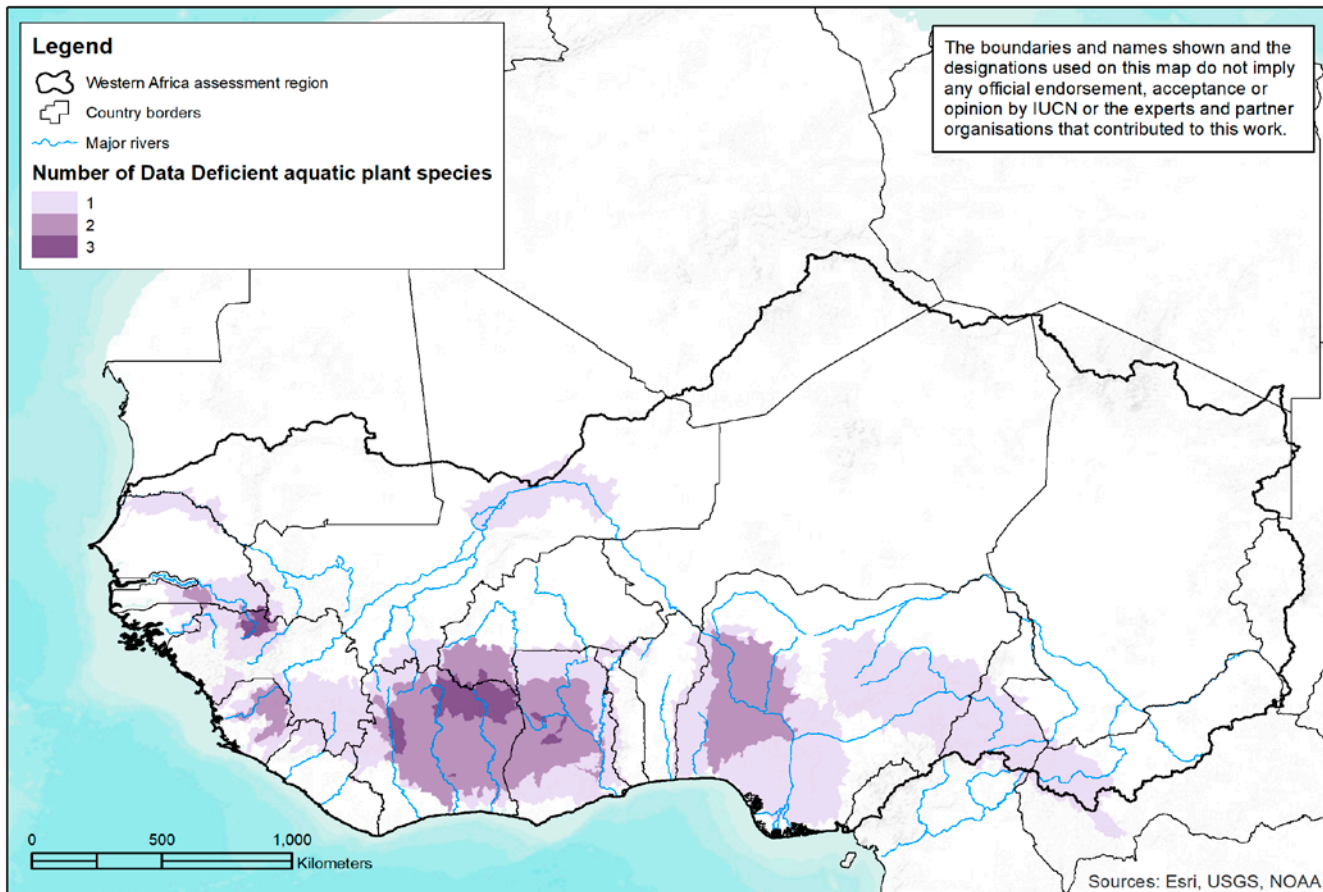 Legend
Western Africa assessment region
Country borders
Major rivers
Number of Data Deficient aquatic plant species
1
2
3
The boundaries and names shown and the
designations used on this map do not imply
any official endorsement, acceptance or
opinion by IUCN or the experts and partner
organisations that contributed to this work.
0 500 1,000
Kilometers
Sources: Esri, USGS, NOAA